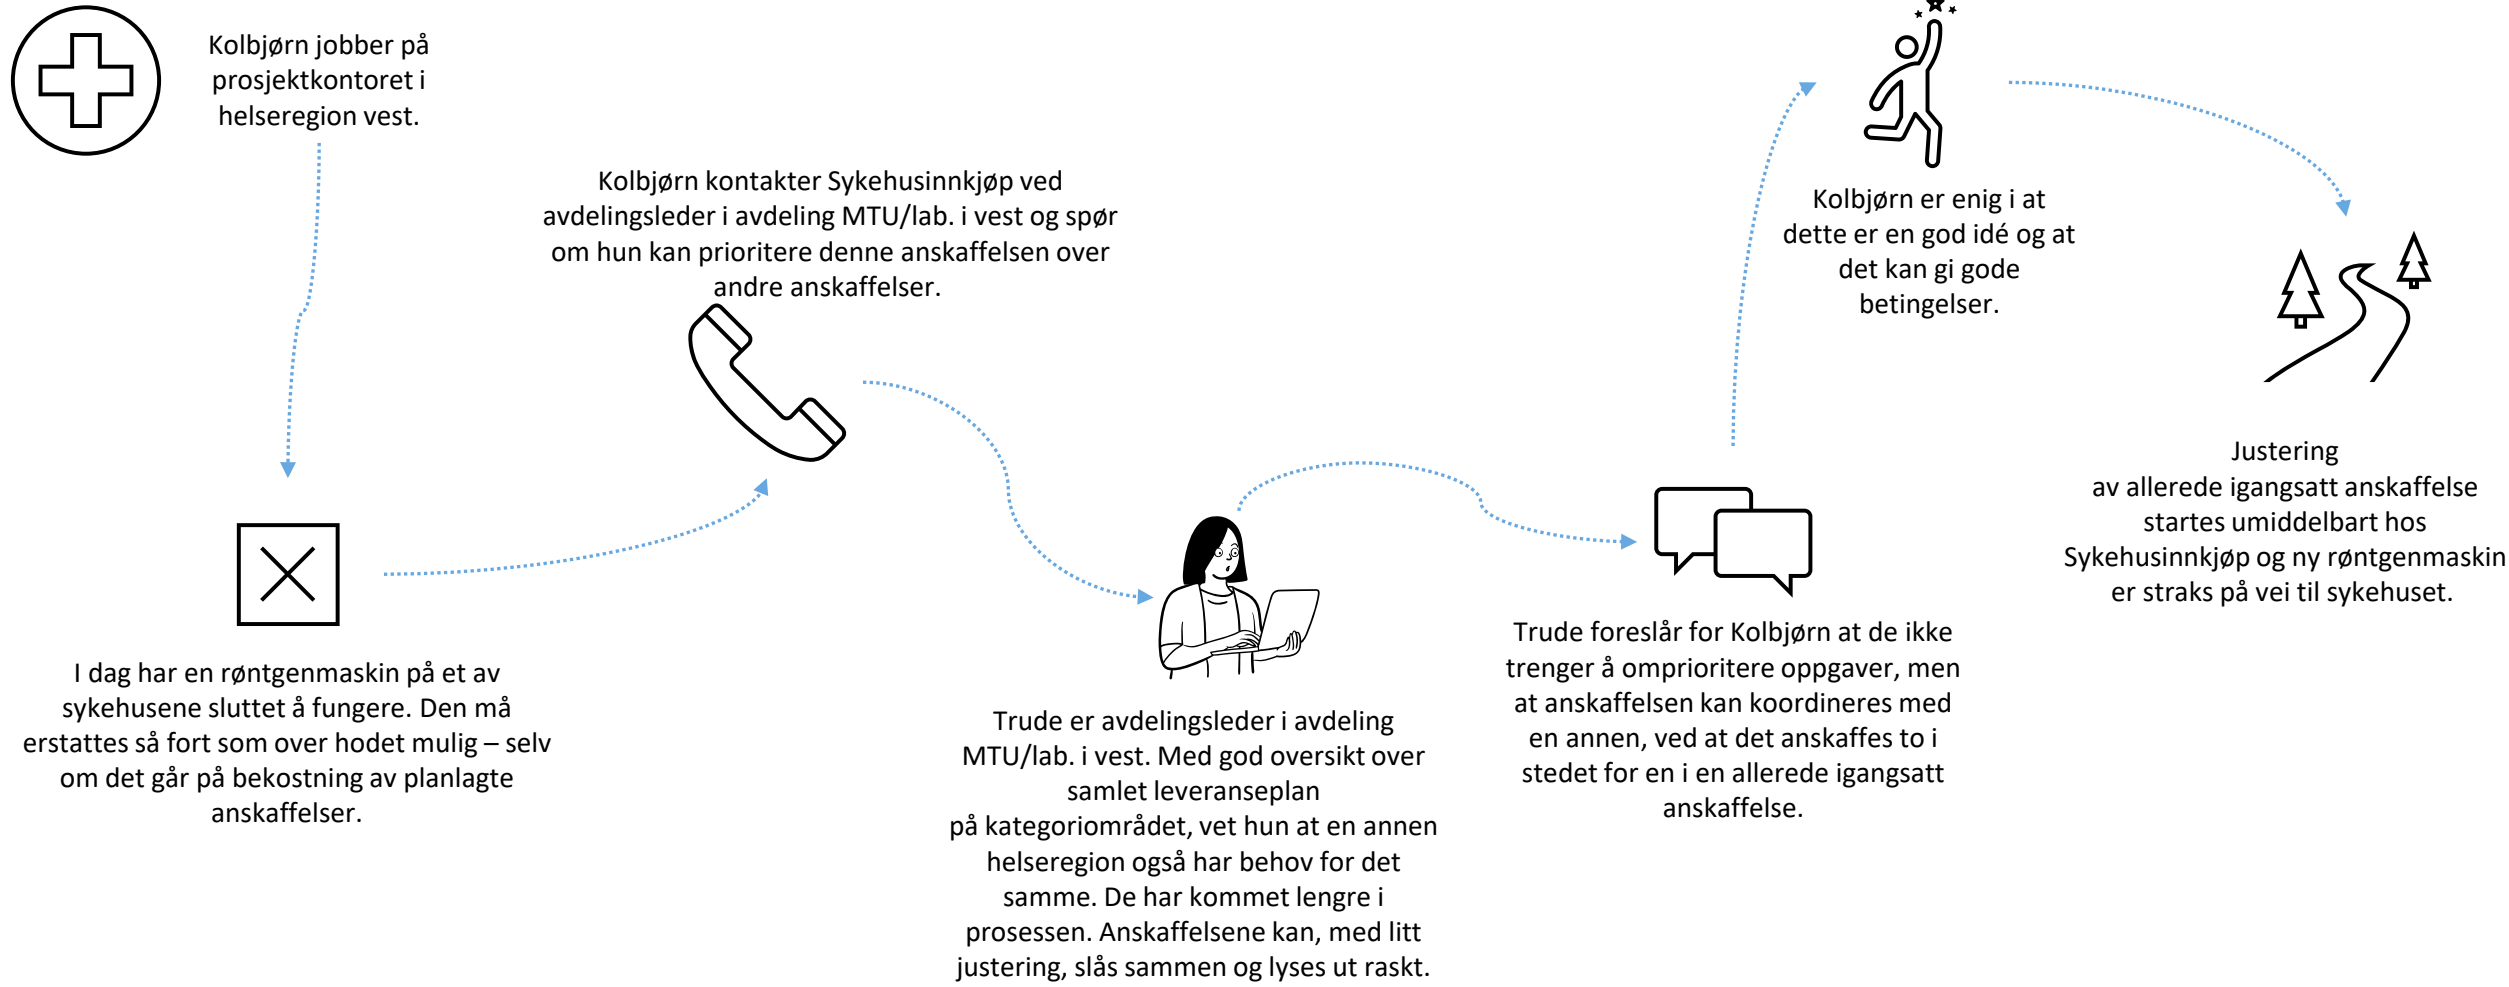 Kolbjørn jobber på
prosjektkontoret i
helseregion vest.
I dag har en røntgenmaskin på et av
sykehusene sluttet å fungere. Den må
erstattes så fort som over hodet mulig – selv
om det går på bekostning av planlagte
anskaffelser.
Kolbjørn kontakter Sykehusinnkjøp ved
avdelingsleder i avdeling MTU/lab. i vest og spør
om hun kan prioritere denne anskaffelsen over
andre anskaffelser.
Trude er avdelingsleder i avdeling
MTU/lab. i vest. Med god oversikt over
samlet leveranseplan
på kategoriområdet, vet hun at en annen
helseregion også har behov for det
samme. De har kommet lengre i
prosessen. Anskaffelsene kan, med litt
justering, slås sammen og lyses ut raskt.
Trude foreslår for Kolbjørn at de ikke
trenger å omprioritere oppgaver, men
at anskaffelsen kan koordineres med
en annen, ved at det anskaffes to i
stedet for en i en allerede igangsatt
anskaffelse.
Kolbjørn er enig i at
dette er en god idé og at
det kan gi gode
betingelser.
Justering
av allerede igangsatt anskaffelse
startes umiddelbart hos
Sykehusinnkjøp og ny røntgenmaskin
er straks på vei til sykehuset.